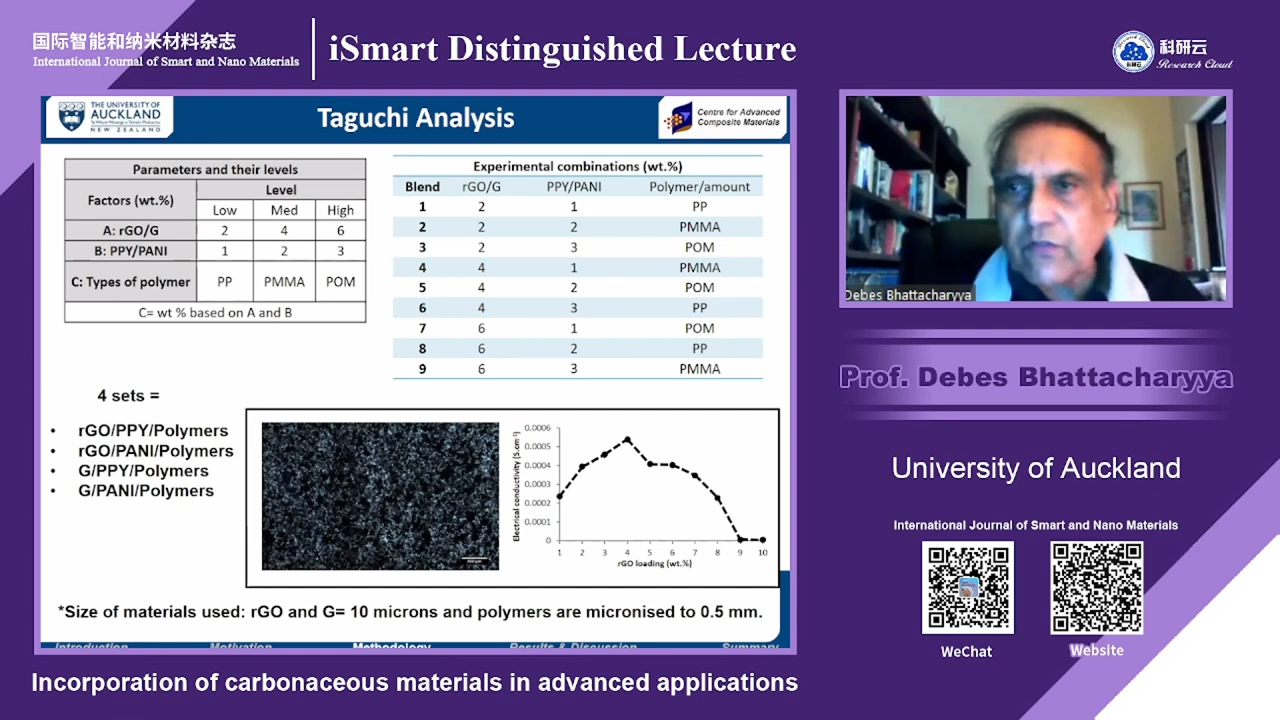 国际智能和纳米材料杂志
International Journal of Smart and Nano Materials
iSmart Distinguished Lecture
科研云
Research Cloud
THE UNIVERSITY OF
AUCKLAND
Te Whare Wānanga o Tāmaki Makaurau
NEW ZEALAND
Taguchi Analysis
Centre for Advanced
Composite Materials
Parameters and their levels
Factors (wt.%) Level
Low Med High
A: rGO/G 2 4 6
B: PPY/PANI 1 2 3
C: Types of polymer PP PMMA POM
C= wt % based on A and B
Experimental combinations (wt.%)
Blend rGO/G PPY/PANI Polymer/amount
1 2 1 PP
2 2 2 PMMA
3 2 3 POM
4 4 1 PMMA
5 4 2 POM
6 4 3 PP
7 6 1 POM
8 6 2 PP
9 6 3 PMMA
4 sets =
• rGO/PPY/Polymers
• rGO/PANI/Polymers
• G/PPY/Polymers
• G/PANI/Polymers
Electrical conductivity (S.cm⁻¹)
0.0006
0.0005
0.0004
0.0003
0.0002
0.0001
0
1 2 3 4 5 6 7 8 9 10
rGO loading (wt.%)
*Size of materials used: rGO and G= 10 microns and polymers are micronised to 0.5 mm.
Introduction Motivation Methodology Results & Discussion Summary
Debes Bhattacharyya
Prof. Debes Bhattacharyya
University of Auckland
International Journal of Smart and Nano Materials
WeChat
Website
Incorporation of carbonaceous materials in advanced applications